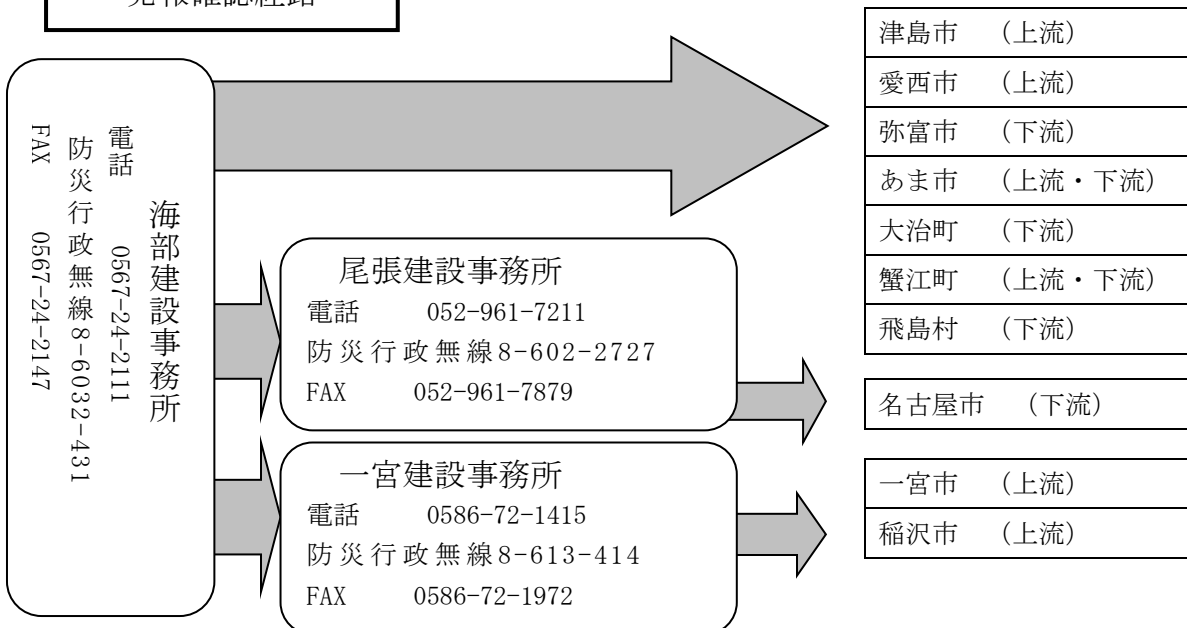 発報確認経路
海部建設事務所
電話 0567-24-2111
防災行政無線8-6032-431
FAX 0567-24-2147
尾張建設事務所
電話 052-961-7211
防災行政無線8-602-2727
FAX 052-961-7879
一宮建設事務所
電話 0586-72-1415
防災行政無線8-613-414
FAX 0586-72-1972
津島市 (上流)
愛西市 (上流)
弥富市 (下流)
あま市 (上流・下流)
大治町 (下流)
蟹江町 (上流・下流)
飛島村 (下流)
名古屋市 (下流)
一宮市 (上流)
稲沢市 (上流)